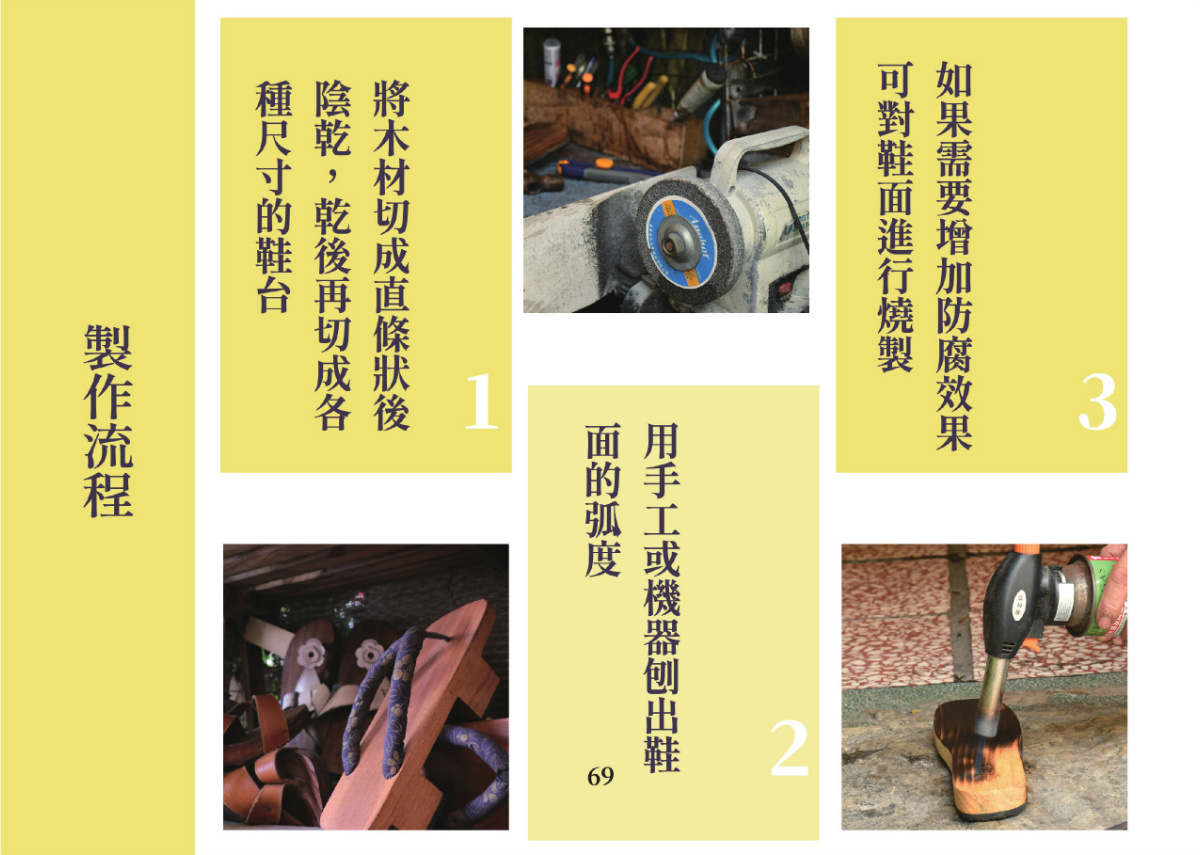 製作流程
將木材切成直條狀後
陰乾，乾後再切成各
種尺寸的鞋台
1
用手工或機器刨出鞋
面的弧度
2
69
如果需要增加防腐效果
可對鞋面進行燒製
3
Anchor